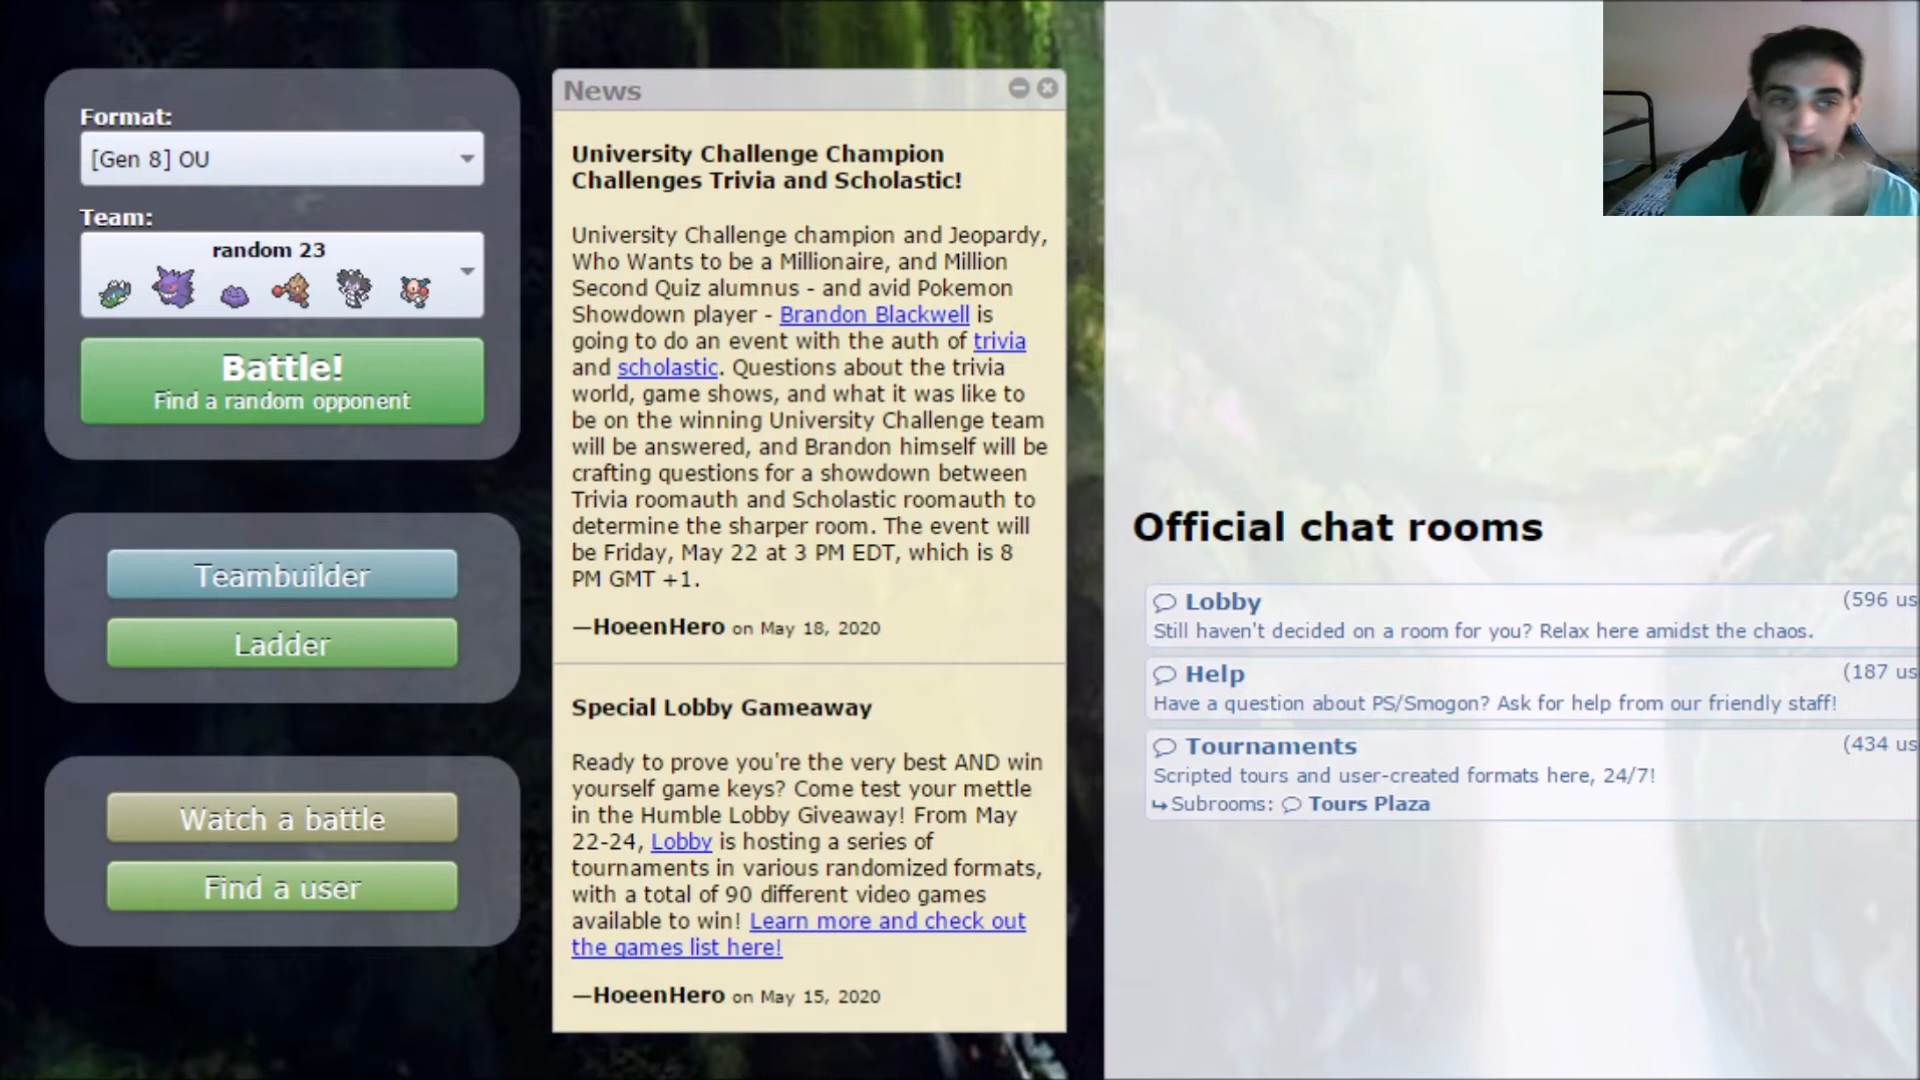 Format:
[Gen 8] OU
Team:
random 23
Battle!
Find a random opponent
Teambuilder
Ladder
Watch a battle
Find a user
News
University Challenge Champion
Challenges Trivia and Scholastic!
University Challenge champion and Jeopardy,
Who Wants to be a Millionaire, and Million
Second Quiz alumnus - and avid Pokemon
Showdown player - Brandon Blackwell is
going to do an event with the auth of trivia
and scholastic. Questions about the trivia
world, game shows, and what it was like to
be on the winning University Challenge team
will be answered, and Brandon himself will be
crafting questions for a showdown between
Trivia roomauth and Scholastic roomauth to
determine the sharper room. The event will
be Friday, May 22 at 3 PM EDT, which is 8
PM GMT +1.
—HoeenHero on May 18, 2020
Special Lobby Gameaway
Ready to prove you're the very best AND win
yourself game keys? Come test your mettle
in the Humble Lobby Giveaway! From May
22-24, Lobby is hosting a series of
tournaments in various randomized formats,
with a total of 90 different video games
available to win! Learn more and check out
the games list here!
—HoeenHero on May 15, 2020
Official chat rooms
Lobby (596 us
Still haven't decided on a room for you? Relax here amidst the chaos.
Help (187 us
Have a question about PS/Smogon? Ask for help from our friendly staff!
Tournaments (434 us
Scripted tours and user-created formats here, 24/7!
↳Subrooms: Tours Plaza